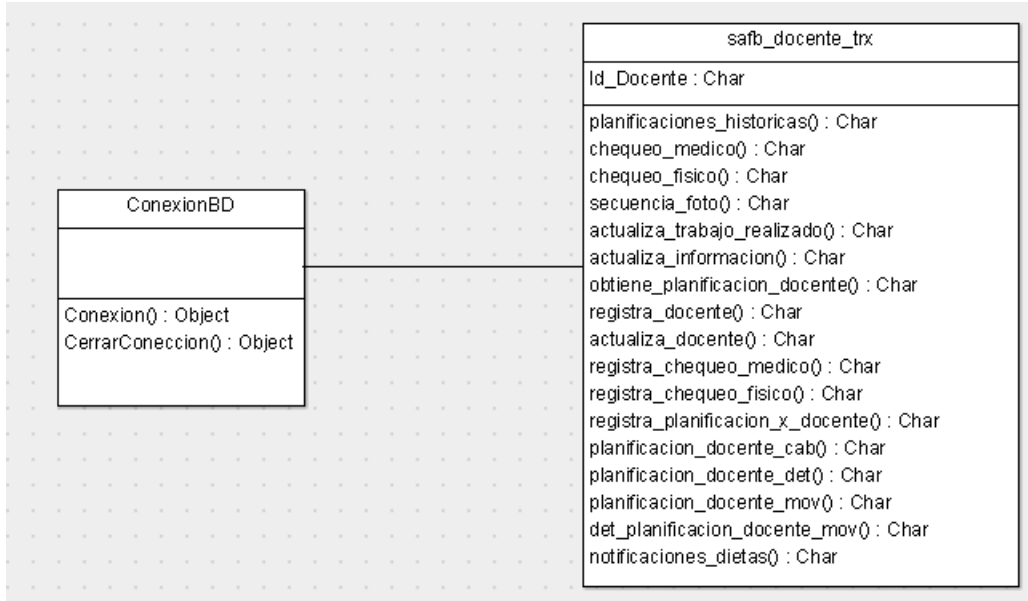 ConexionBD
Conexion() : Object
CerrarConeccion() : Object
safb_docente_trx
Id_Docente : Char
planificaciones_historicas() : Char
chequeo_medico() : Char
chequeo_fisico() : Char
secuencia_foto() : Char
actualiza_trabajo_realizado() : Char
actualiza_informacion() : Char
obtiene_planificacion_docente() : Char
registra_docente() : Char
actualiza_docente() : Char
registra_chequeo_medico() : Char
registra_chequeo_fisico() : Char
registra_planificacion_x_docente() : Char
planificacion_docente_cab() : Char
planificacion_docente_det() : Char
planificacion_docente_mov() : Char
det_planificacion_docente_mov() : Char
notificaciones_dietas() : Char